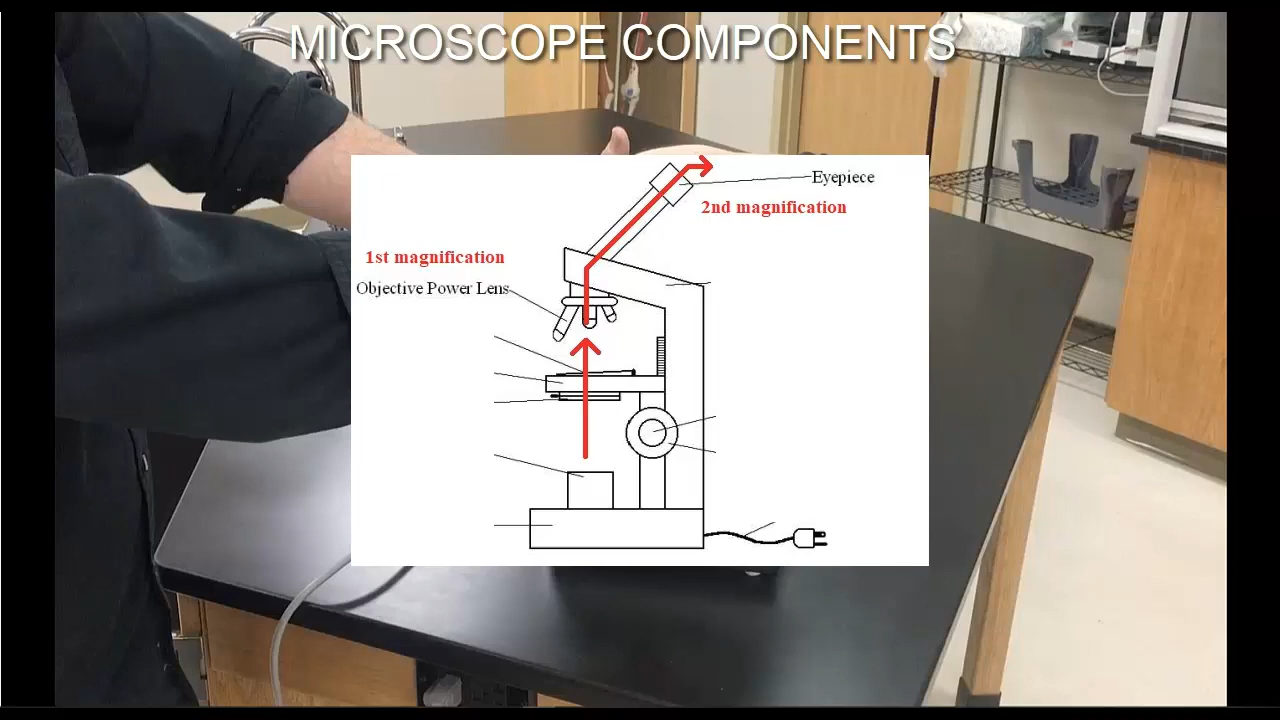 MICROSCOPE COMPONENTS
Eyepiece
2nd magnification
1st magnification
Objective Power Lens